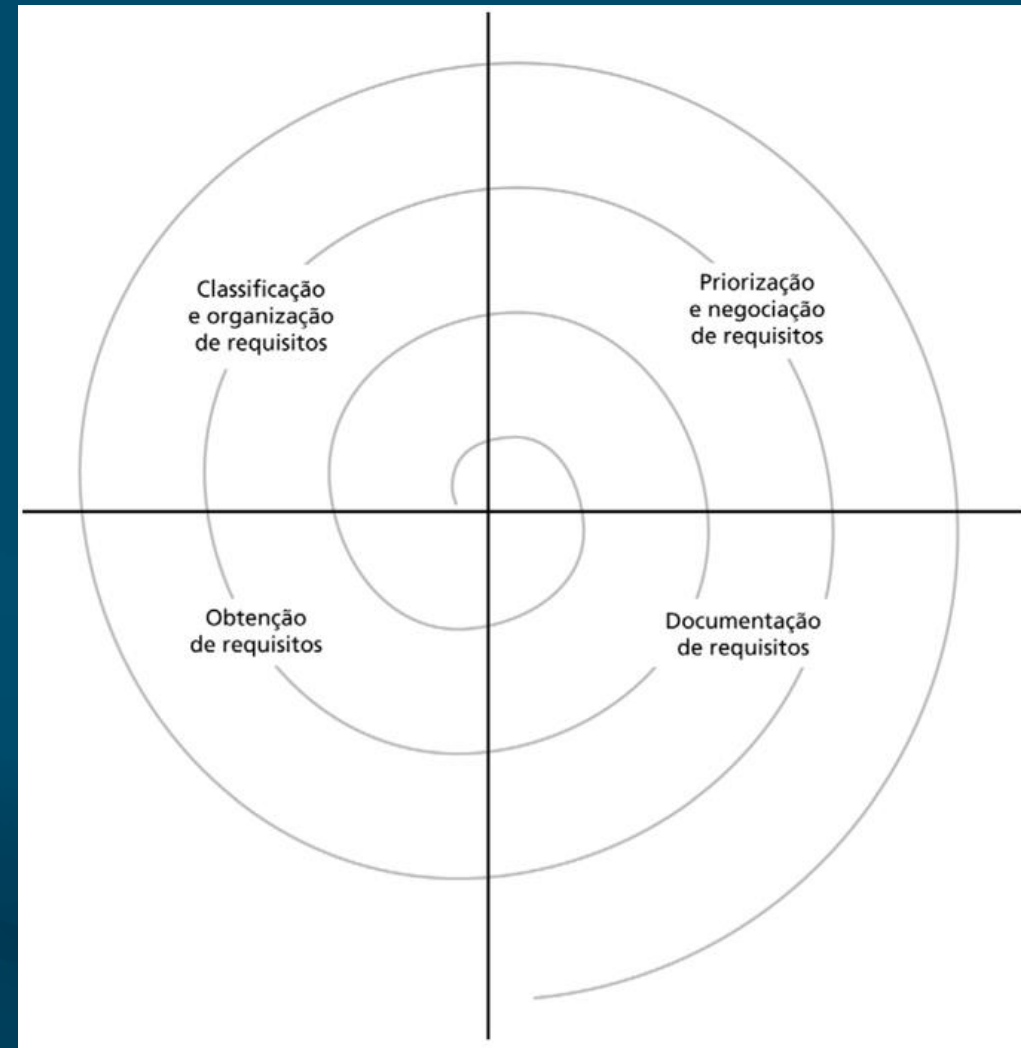 Classificação
e organização
de requisitos
Priorização
e negociação
de requisitos
Obtenção
de requisitos
Documentação
de requisitos